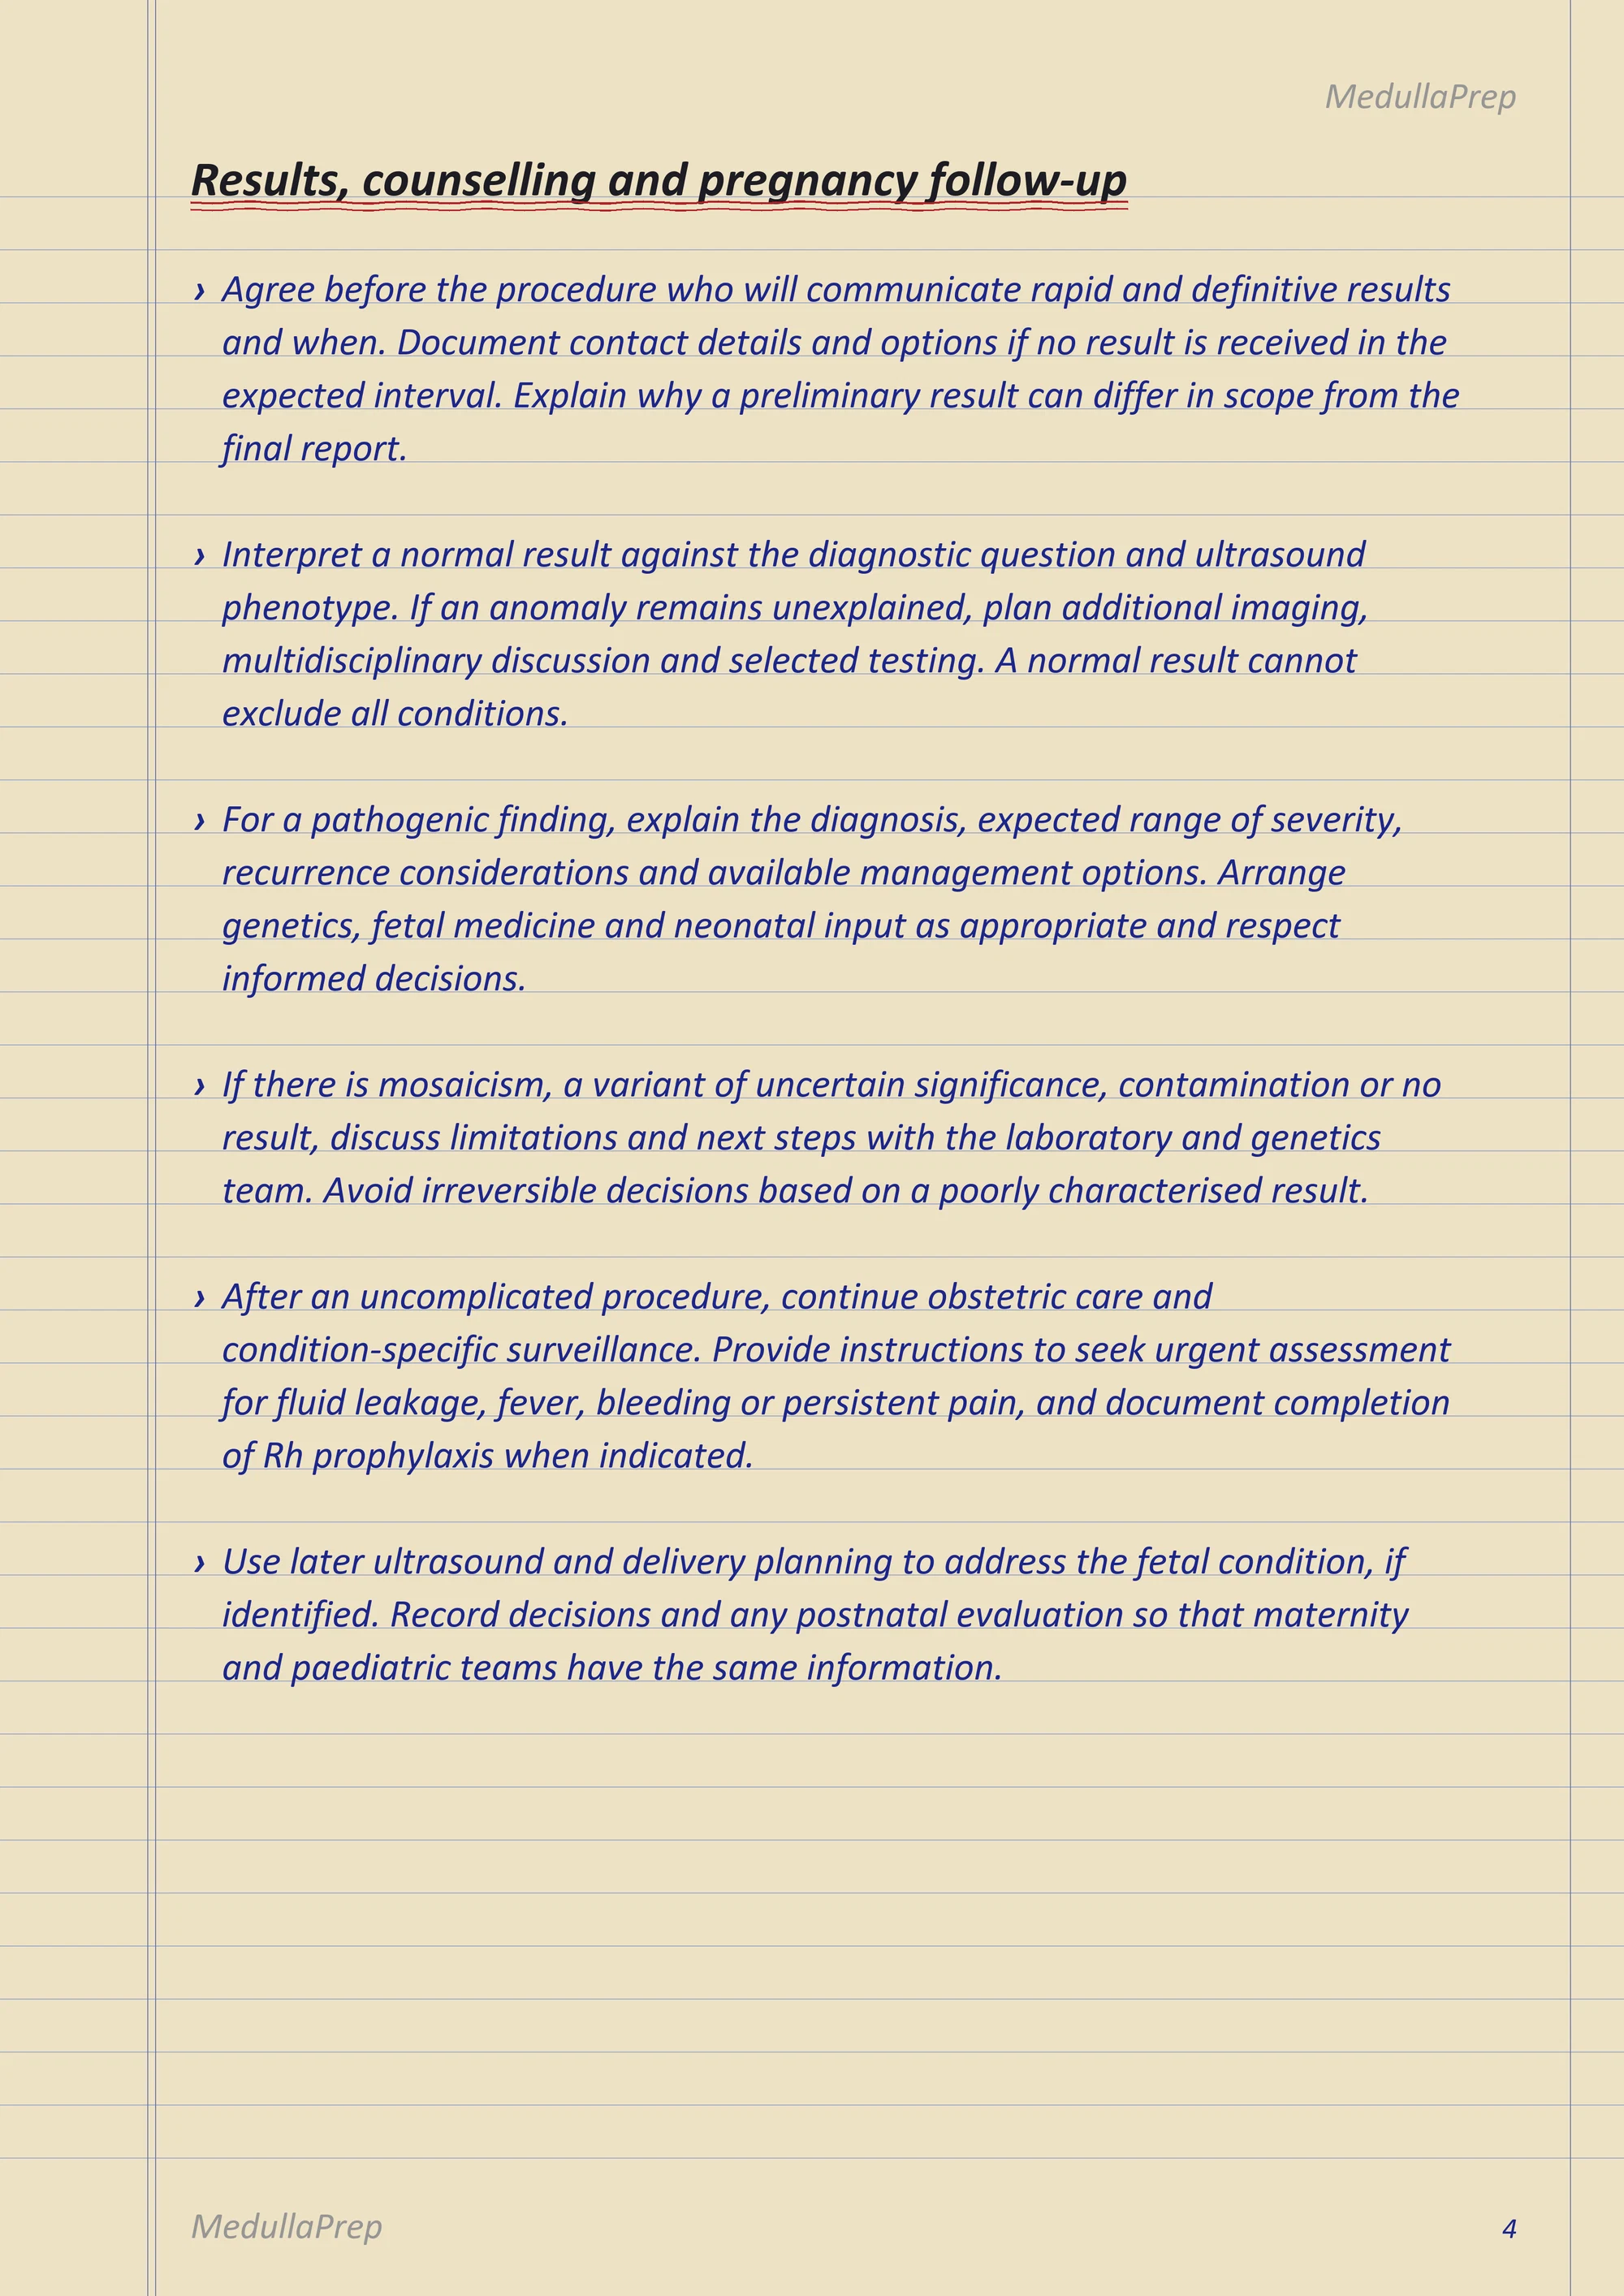 MedullaPrep
Results, counselling and pregnancy follow-up
› Agree before the procedure who will communicate rapid and definitive results
and when. Document contact details and options if no result is received in the
expected interval. Explain why a preliminary result can differ in scope from the
final report.
› Interpret a normal result against the diagnostic question and ultrasound
phenotype. If an anomaly remains unexplained, plan additional imaging,
multidisciplinary discussion and selected testing. A normal result cannot
exclude all conditions.
› For a pathogenic finding, explain the diagnosis, expected range of severity,
recurrence considerations and available management options. Arrange
genetics, fetal medicine and neonatal input as appropriate and respect
informed decisions.
› If there is mosaicism, a variant of uncertain significance, contamination or no
result, discuss limitations and next steps with the laboratory and genetics
team. Avoid irreversible decisions based on a poorly characterised result.
› After an uncomplicated procedure, continue obstetric care and
condition-specific surveillance. Provide instructions to seek urgent assessment
for fluid leakage, fever, bleeding or persistent pain, and document completion
of Rh prophylaxis when indicated.
› Use later ultrasound and delivery planning to address the fetal condition, if
identified. Record decisions and any postnatal evaluation so that maternity
and paediatric teams have the same information.
MedullaPrep
4